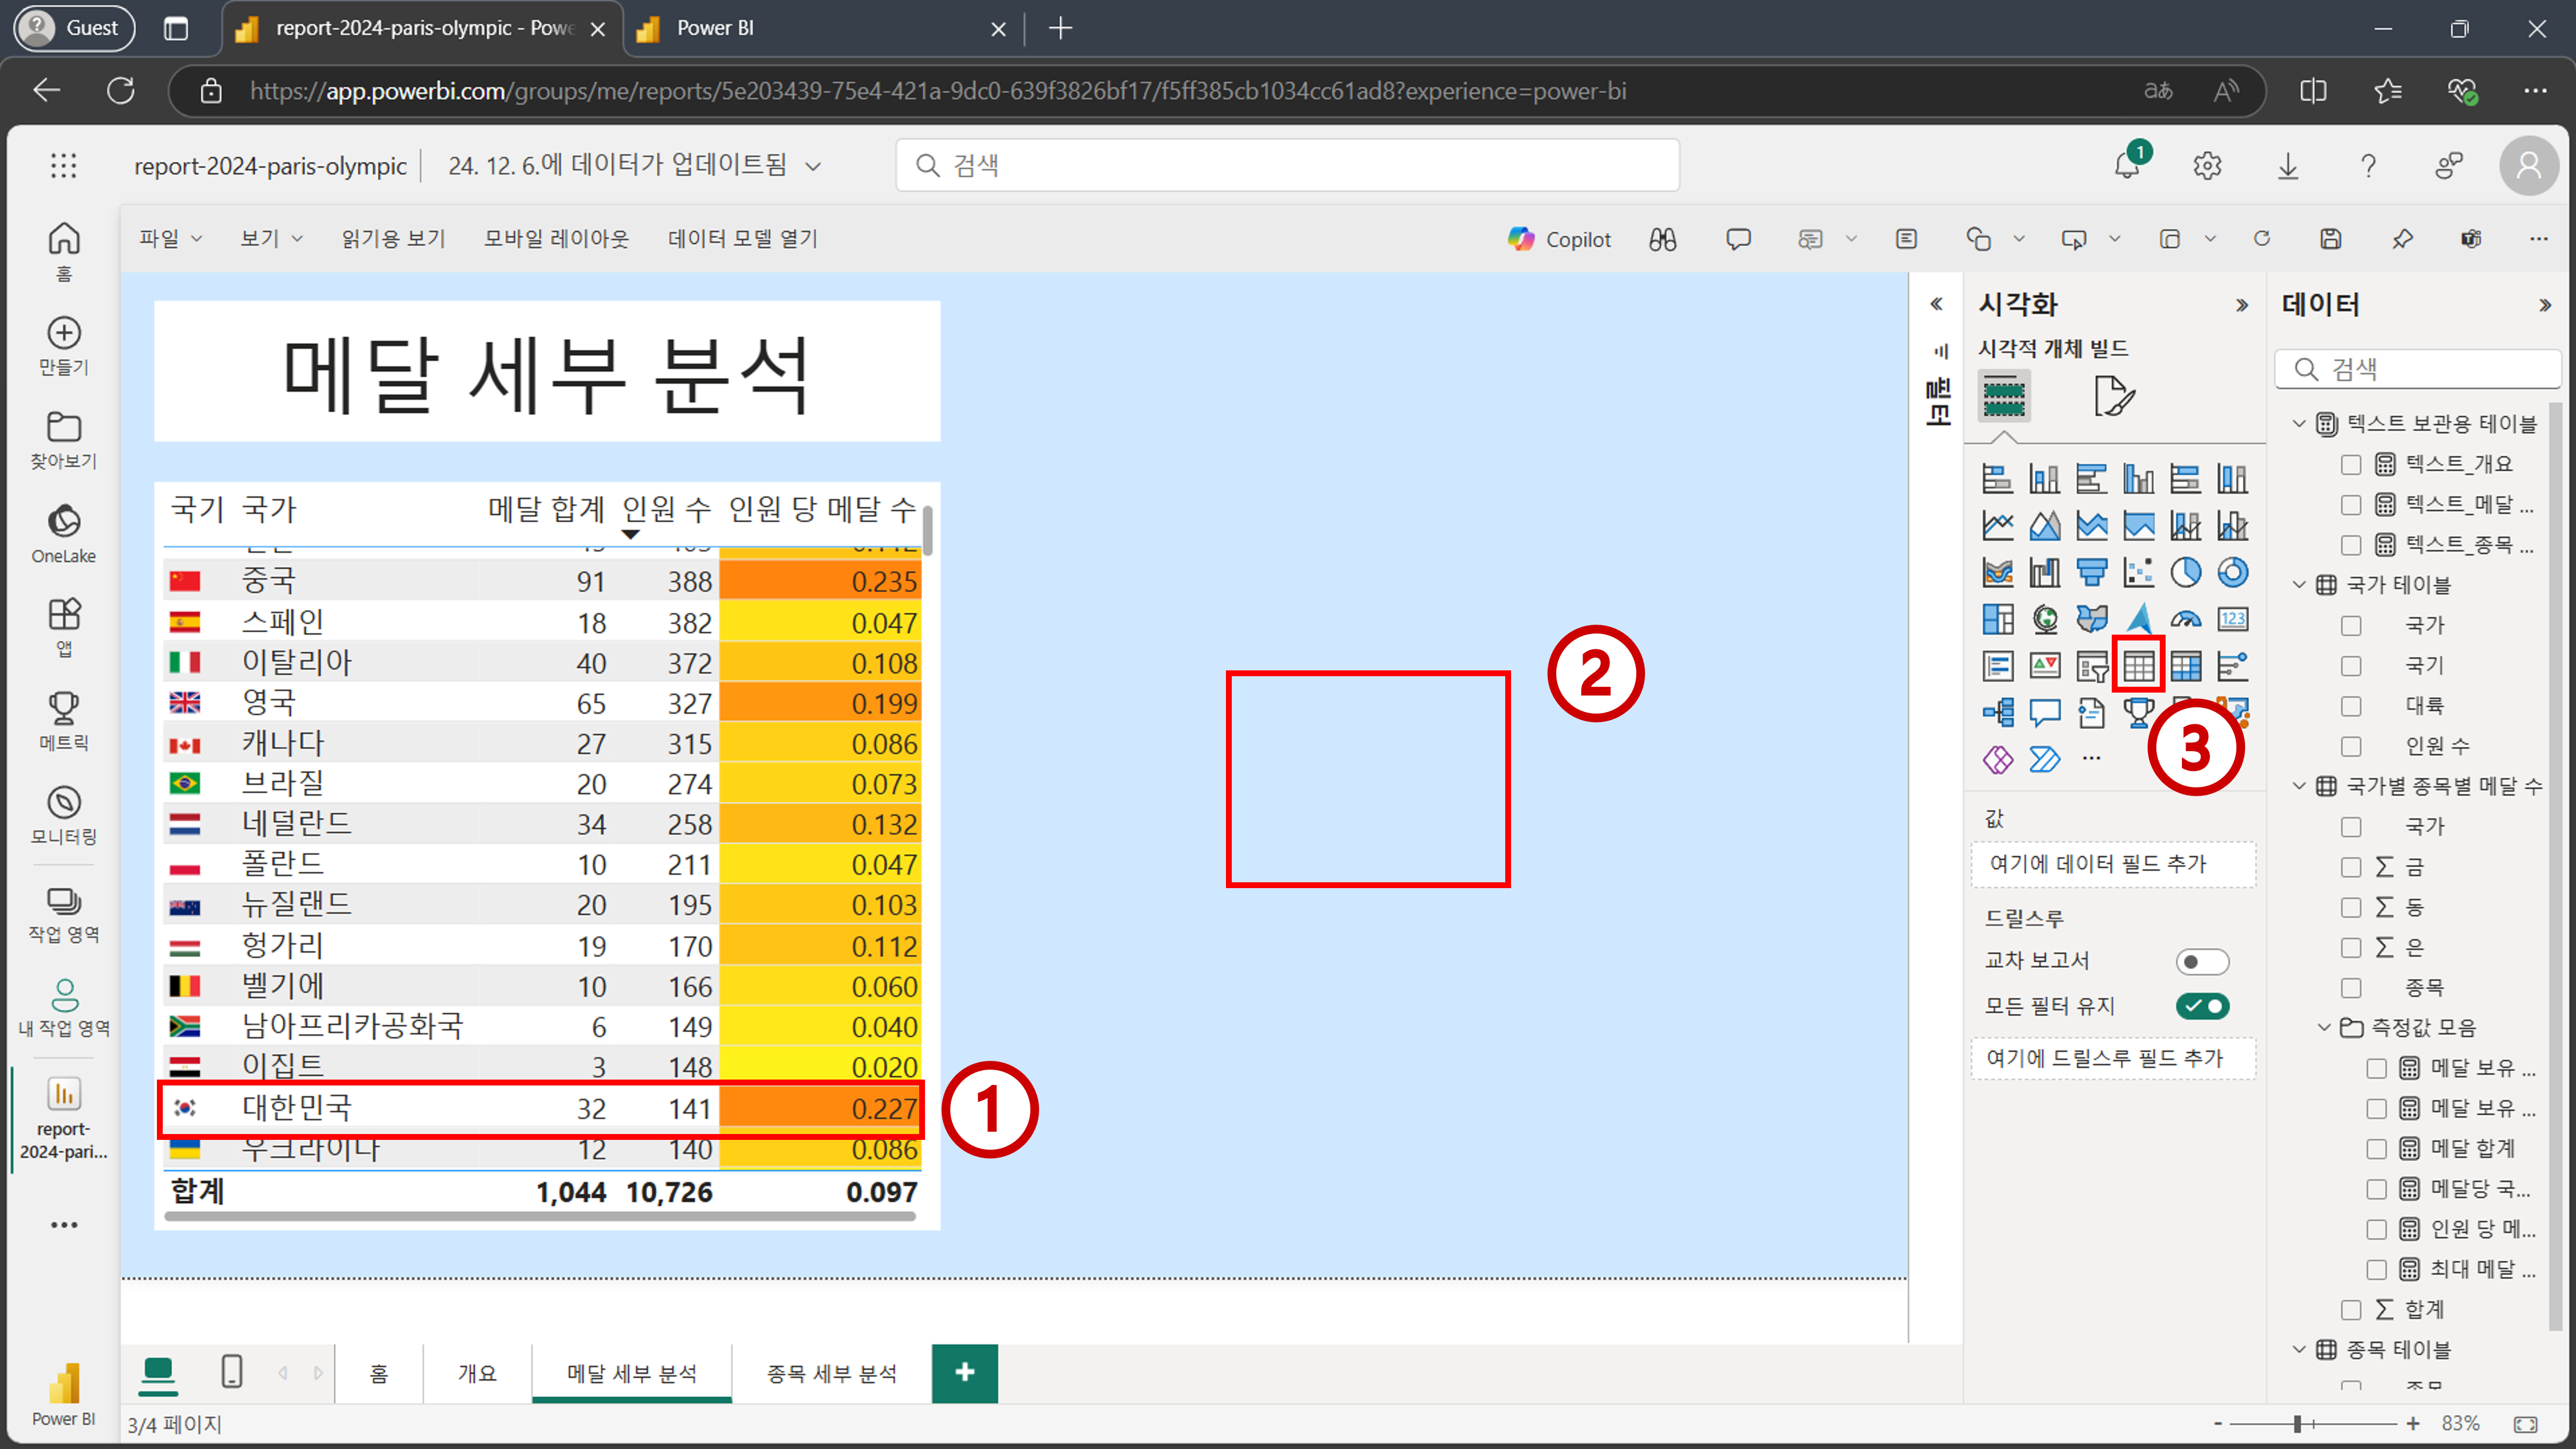 Guest
report-2024-paris-olympic - Powe
Power BI
https://app.powerbi.com/groups/me/reports/5e203439-75e4-421a-9dc0-639f3826bf17/f5ff385cb1034cc61ad8?experience=power-bi
report-2024-paris-olympic
24. 12. 6.에 데이터가 업데이트됨
검색
1
파일
보기
읽기용 보기
모바일 레이아웃
데이터 모델 열기
Copilot
홈
만들기
찾아보기
OneLake
앱
메트릭
모니터링
작업 영역
내 작업 영역
report-
2024-pari...
Power BI
메달 세부 분석
국기 국가 메달 합계 인원 수 인원 당 메달 수
중국 91 388 0.235
스페인 18 382 0.047
이탈리아 40 372 0.108
영국 65 327 0.199
캐나다 27 315 0.086
브라질 20 274 0.073
네덜란드 34 258 0.132
폴란드 10 211 0.047
뉴질랜드 20 195 0.103
헝가리 19 170 0.112
벨기에 10 166 0.060
남아프리카공화국 6 149 0.040
이집트 3 148 0.020
대한민국 32 141 0.227
우크라이나 12 140 0.086
합계 1,044 10,726 0.097
1
2
3
필터
시각화
시각적 개체 빌드
123
값
여기에 데이터 필드 추가
드릴스루
교차 보고서
모든 필터 유지
여기에 드릴스루 필드 추가
데이터
검색
텍스트 보관용 테이블
텍스트_개요
텍스트_메달 ...
텍스트_종목 ...
국가 테이블
국가
국기
대륙
인원 수
국가별 종목별 메달 수
국가
금
동
은
종목
측정값 모음
메달 보유 ...
메달 보유 ...
메달 합계
메달당 국...
인원 당 메...
최대 메달 ...
합계
종목 테이블
홈
개요
메달 세부 분석
종목 세부 분석
3/4 페이지
83%